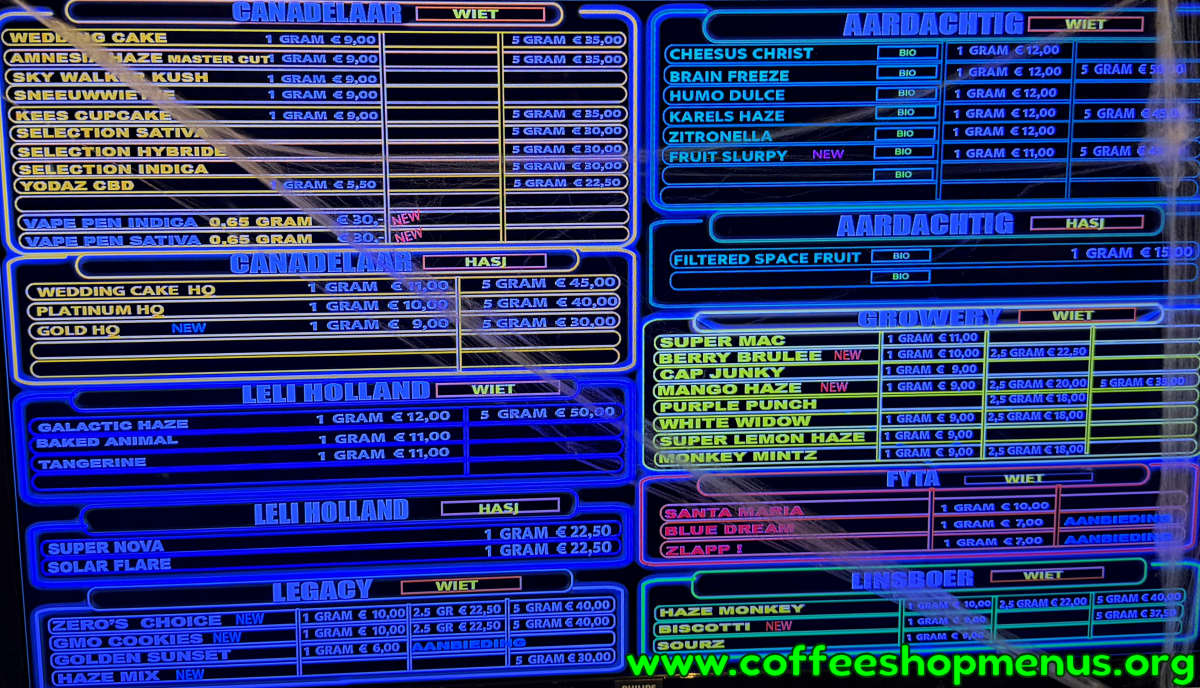 CANADELAAR WIET
WEDDING CAKE 1 GRAM € 9,00 5 GRAM € 35,00
AMNESIA HAZE MASTER CUT 1 GRAM € 9,00 5 GRAM € 35,00
SKY WALKER KUSH 1 GRAM € 9,00
SNEEUWWIETJE 1 GRAM € 9,00
KEES CUPCAKE 1 GRAM € 9,00 5 GRAM € 35,00
SELECTION SATIVA 5 GRAM € 30,00
SELECTION HYBRIDE 5 GRAM € 30,00
SELECTION INDICA 5 GRAM € 30,00
YODAZ CBD 1 GRAM € 5,50 5 GRAM € 22,50
VAPE PEN INDICA 0,65 GRAM € 30,- NEW
VAPE PEN SATIVA 0,65 GRAM € 30,- NEW
CANADELAAR HASJ
WEDDING CAKE HQ 1 GRAM € 11,00 5 GRAM € 45,00
PLATINUM HQ 1 GRAM € 10,00 5 GRAM € 40,00
GOLD HQ NEW 1 GRAM € 9,00 5 GRAM € 30,00
LELI HOLLAND WIET
GALACTIC HAZE 1 GRAM € 12,00 5 GRAM € 50,00
BAKED ANIMAL 1 GRAM € 11,00
TANGERINE 1 GRAM € 11,00
LELI HOLLAND HASJ
SUPER NOVA 1 GRAM € 22,50
SOLAR FLARE 1 GRAM € 22,50
LEGACY WIET
ZERO'S CHOICE NEW 1 GRAM € 10,00 2.5 GR € 22,50 5 GRAM € 40,00
GMO COOKIES NEW 1 GRAM € 10,00 2.5 GR € 22,50 5 GRAM € 40,00
GOLDEN SUNSET 1 GRAM € 6,00 AANBIEDING
HAZE MIX NEW 5 GRAM € 30,00
AARDACHTIG WIET
CHEESUS CHRIST BIO 1 GRAM € 12,00
BRAIN FREEZE BIO 1 GRAM € 12,00 5 GRAM €
HUMO DULCE BIO 1 GRAM € 12,00
KARELS HAZE BIO 1 GRAM € 12,00 5 GRAM €
ZITRONELLA BIO 1 GRAM € 12,00
FRUIT SLURPY NEW BIO 1 GRAM € 11,00 5 GRAM €
BIO
AARDACHTIG HASJ
FILTERED SPACE FRUIT BIO 1 GRAM € 15,00
BIO
GROWERY WIET
SUPER MAC 1 GRAM € 11,00
BERRY BRULEE NEW 1 GRAM € 10,00 2,5 GRAM € 22,50
CAP JUNKY 1 GRAM € 9,00
MANGO HAZE NEW 1 GRAM € 9,00 2,5 GRAM € 20,00 5 GRAM € 35,00
PURPLE PUNCH 2,5 GRAM € 18,00
WHITE WIDOW 1 GRAM € 9,00 2,5 GRAM € 18,00
SUPER LEMON HAZE 1 GRAM € 9,00
MONKEY MINTZ 1 GRAM € 9,00 2,5 GRAM € 18,00
FYTA WIET
SANTA MARIA 1 GRAM € 10,00
BLUE DREAM 1 GRAM € 7,00 AANBIEDING
ZLAPP ! 1 GRAM € 7,00 AANBIEDING
LINSBOER WIET
HAZE MONKEY 1 GRAM € 10,00 2,5 GRAM € 22,00 5 GRAM € 40,00
BISCOTTI NEW 1 GRAM € 9,00 5 GRAM € 37,50
SOURZ 1 GRAM €
www.coffeeshopmenus.org
PHILIPS